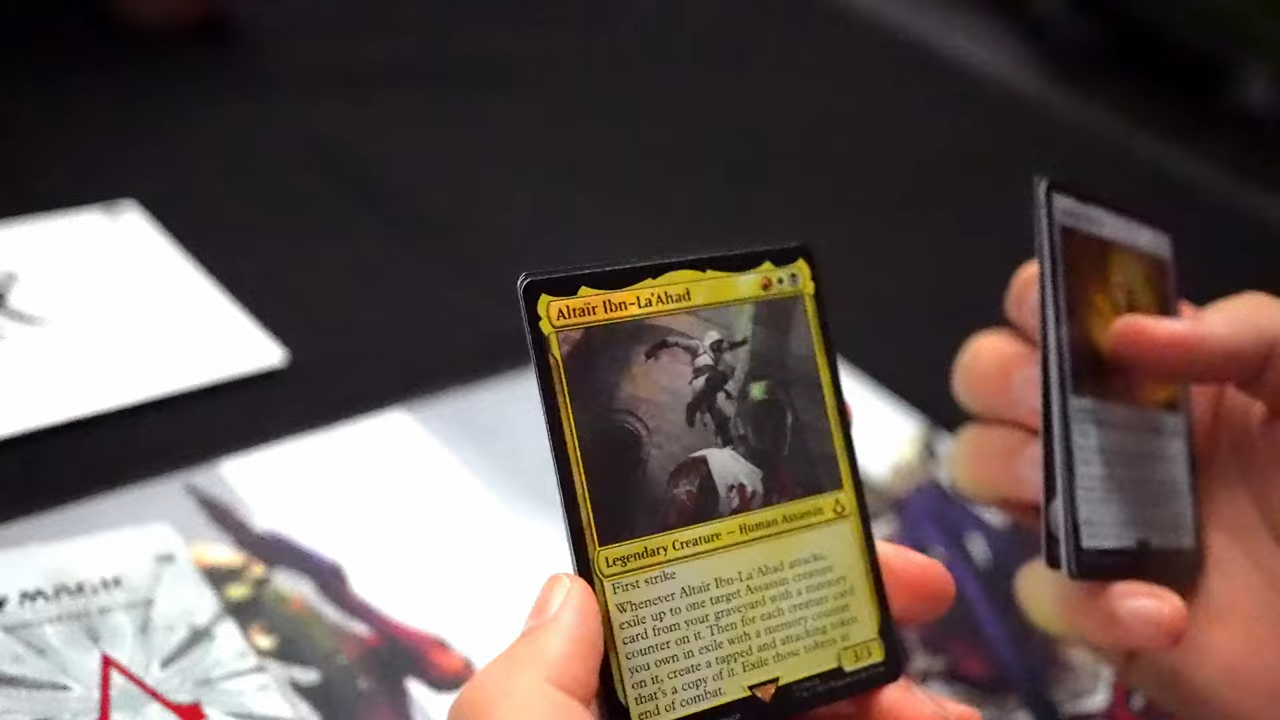 Altaïr Ibn-La'Ahad
Legendary Creature — Human Assassin
First strike
Whenever Altaïr Ibn-La'Ahad attacks,
exile up to one target Assassin creature
card from your graveyard with a memory
counter on it. Then for each creature card
you own in exile with a memory counter
on it, create a tapped and attacking token
that's a copy of it. Exile those tokens at
end of combat.
3/3
MAGIC